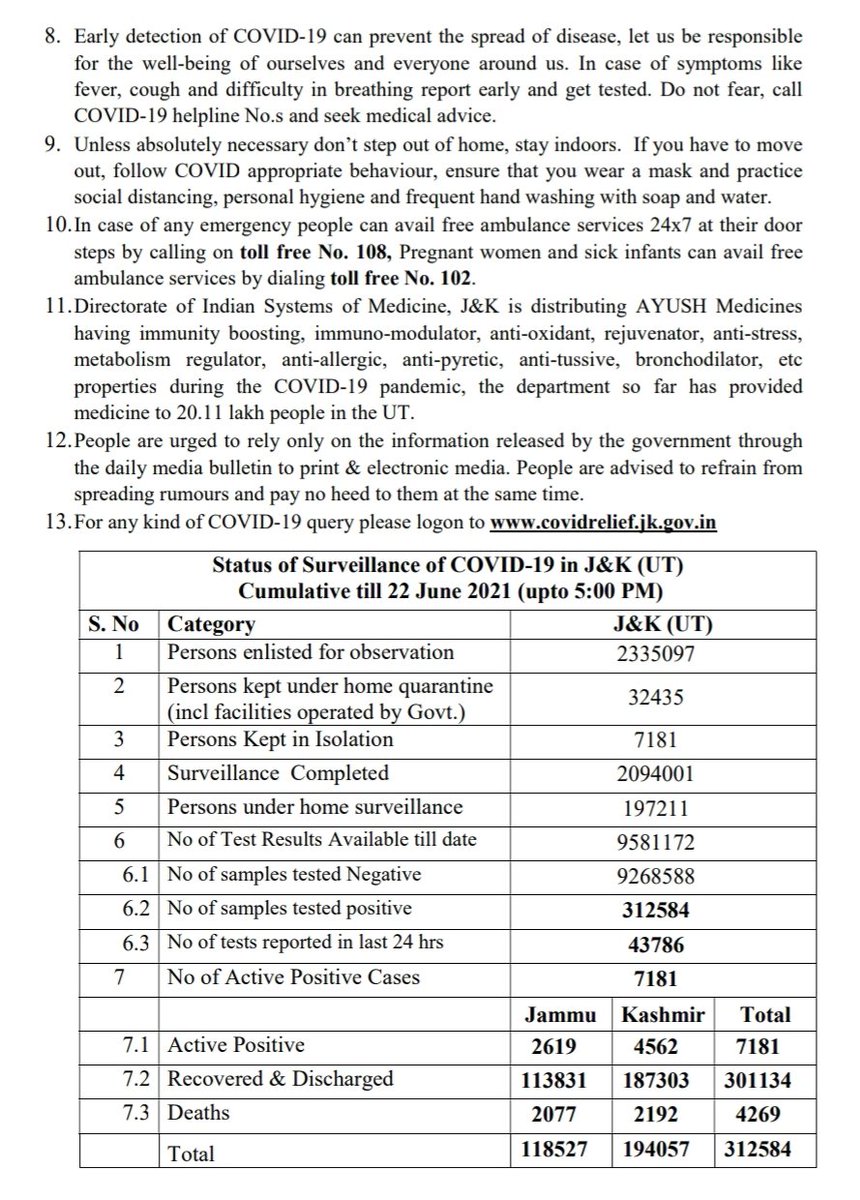 8. Early detection of COVID-19 can prevent the spread of disease, let us be responsible
for the well-being of ourselves and everyone around us. In case of symptoms like
fever, cough and difficulty in breathing report early and get tested. Do not fear, call
COVID-19 helpline No.s and seek medical advice.
9. Unless absolutely necessary don't step out of home, stay indoors. If you have to move
out, follow COVID appropriate behaviour, ensure that you wear a mask and practice
social distancing, personal hygiene and frequent hand washing with soap and water.
10.In case of any emergency people can avail free ambulance services 24x7 at their door
steps by calling on toll free No. 108, Pregnant women and sick infants can avail free
ambulance services by dialing toll free No. 102.
11.Directorate of Indian Systems of Medicine, J&K is distributing AYUSH Medicines
having immunity boosting, immuno-modulator, anti-oxidant, rejuvenator, anti-stress,
metabolism regulator, anti-allergic, anti-pyretic, anti-tussive, bronchodilator, etc
properties during the COVID-19 pandemic, the department so far has provided
medicine to 20.11 lakh people in the UT.
12.People are urged to rely only on the information released by the government through
the daily media bulletin to print & electronic media. People are advised to refrain from
spreading rumours and pay no heed to them at the same time.
13.For any kind of COVID-19 query please logon to www.covidrelief.jk.gov.in
Status of Surveillance of COVID-19 in J&K (UT)
Cumulative till 22 June 2021 (upto 5:00 PM)
S. No Category J&K (UT)
1 Persons enlisted for observation 2335097
2 Persons kept under home quarantine
(incl facilities operated by Govt.) 32435
3 Persons Kept in Isolation 7181
4 Surveillance Completed 2094001
5 Persons under home surveillance 197211
6 No of Test Results Available till date 9581172
6.1 No of samples tested Negative 9268588
6.2 No of samples tested positive 312584
6.3 No of tests reported in last 24 hrs 43786
7 No of Active Positive Cases 7181
Jammu Kashmir Total
7.1 Active Positive 2619 4562 7181
7.2 Recovered & Discharged 113831 187303 301134
7.3 Deaths 2077 2192 4269
Total 118527 194057 312584